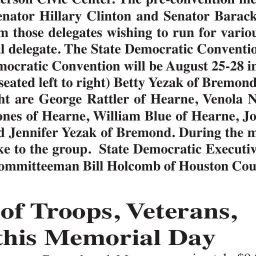 Civic Center. The pre-convention me
enator Hillary Clinton and Senator Barack
m those delegates wishing to run for variou
l delegate. The State Democratic Conventio
mocratic Convention will be August 25-28 in
seated left to right) Betty Yezak of Bremond
ht are George Rattler of Hearne, Venola N
ones of Hearne, William Blue of Hearne, Jo
d Jennifer Yezak of Bremond. During the m
ke to the group. State Democratic Executiv
ommitteeman Bill Holcomb of Houston Cou
of Troops, Veterans,
this Memorial Day